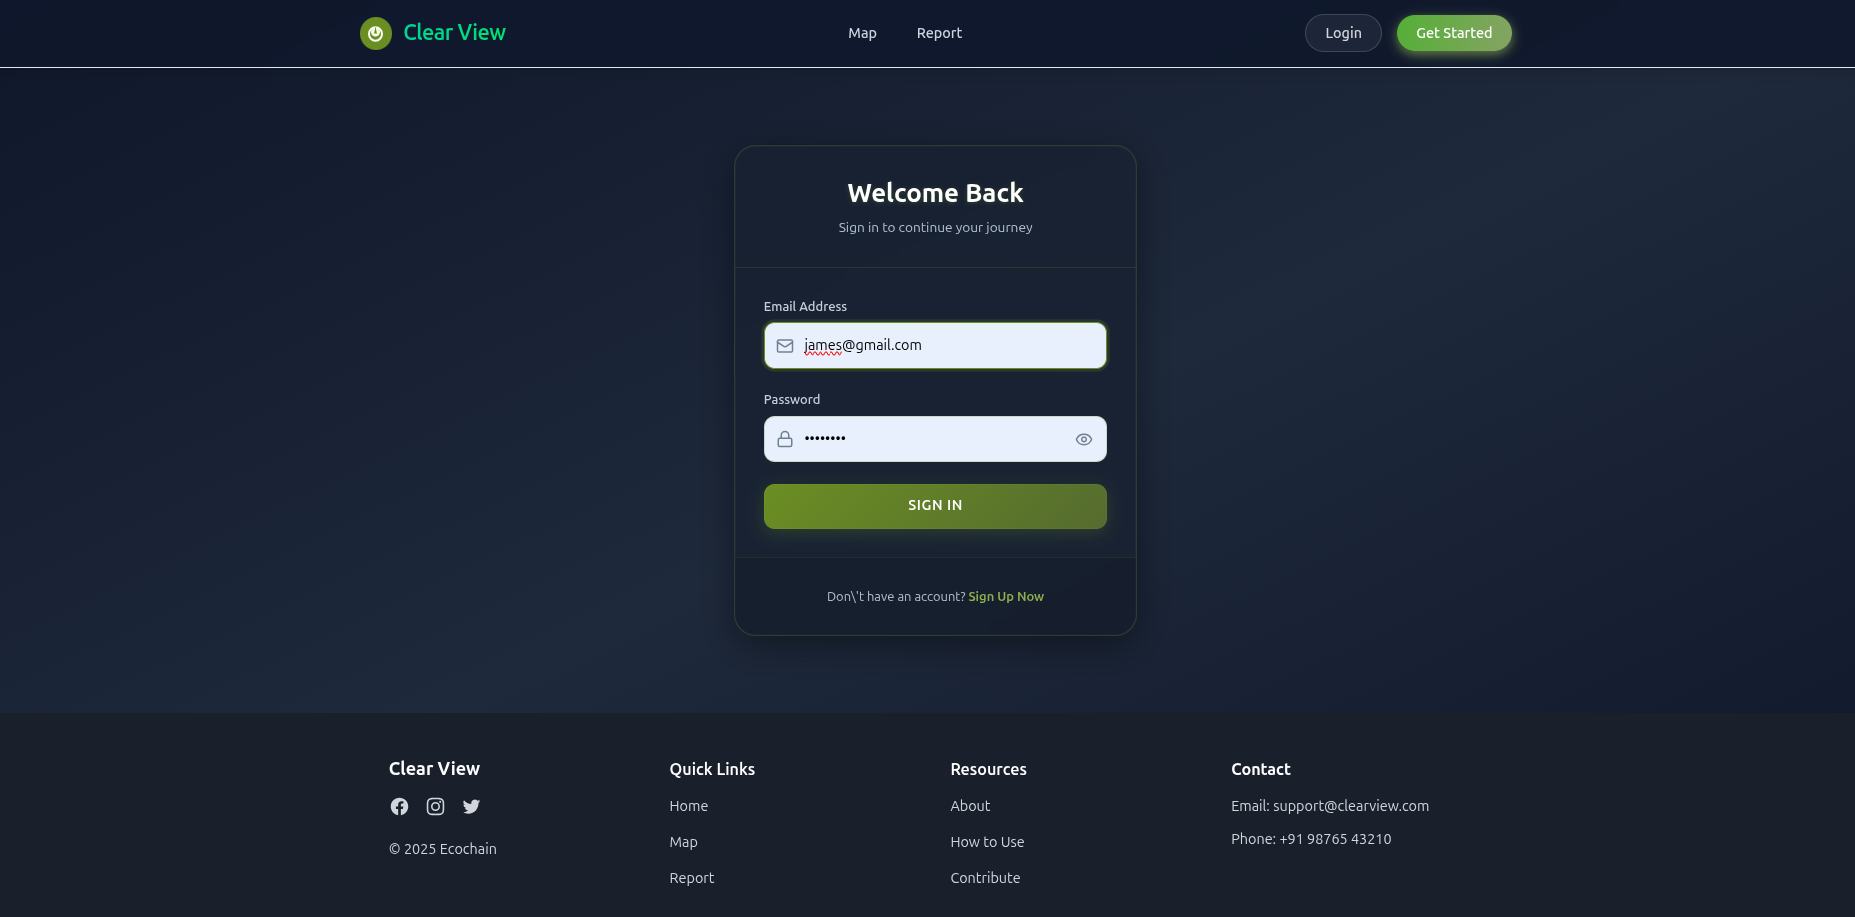 Clear View
Map
Report
Login
Get Started
Welcome Back
Sign in to continue your journey
Email Address
james@gmail.com
Password
••••••••
SIGN IN
Don\'t have an account? Sign Up Now
Clear View
© 2025 Ecochain
Quick Links
Home
Map
Report
Resources
About
How to Use
Contribute
Contact
Email: support@clearview.com
Phone: +91 98765 43210